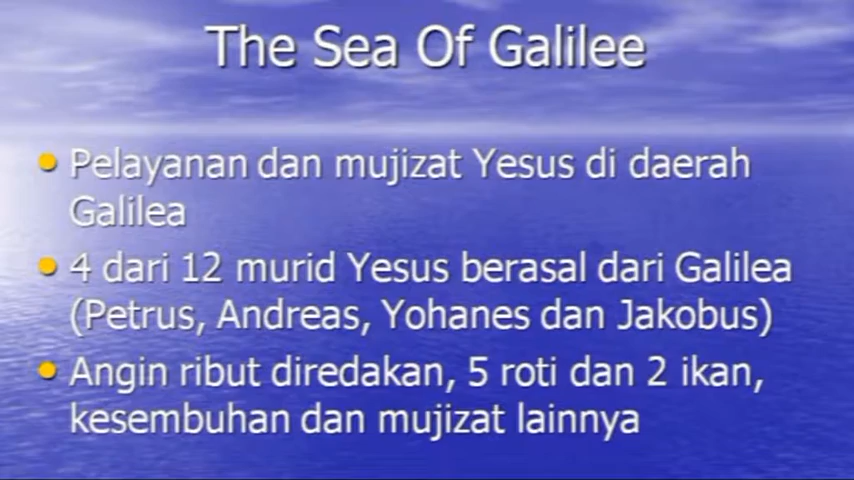 The Sea Of Galilee
• Pelayanan dan mujizat Yesus di daerah
Galilea
• 4 dari 12 murid Yesus berasal dari Galilea
(Petrus, Andreas, Yohanes dan Jakobus)
• Angin ribut diredakan, 5 roti dan 2 ikan,
kesembuhan dan mujizat lainnya